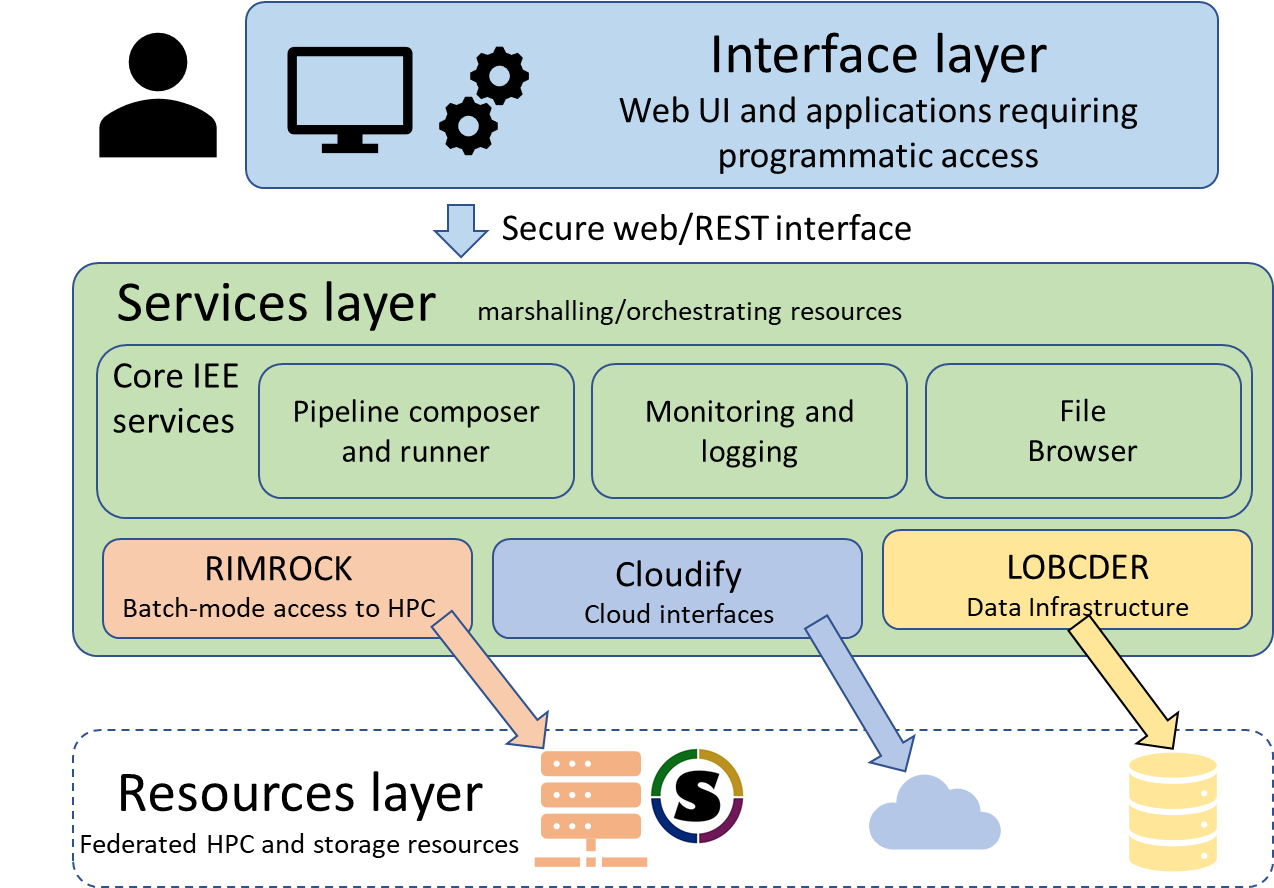 Interface layer
Web UI and applications requiring
programmatic access
Secure web/REST interface
Services layer
marshalling/orchestrating resources
Core IEE
services
Pipeline composer
and runner
Monitoring and
logging
File
Browser
RIMROCK
Batch-mode access to HPC
Cloudify
Cloud interfaces
LOBCDER
Data Infrastructure
Resources layer
Federated HPC and storage resources
S